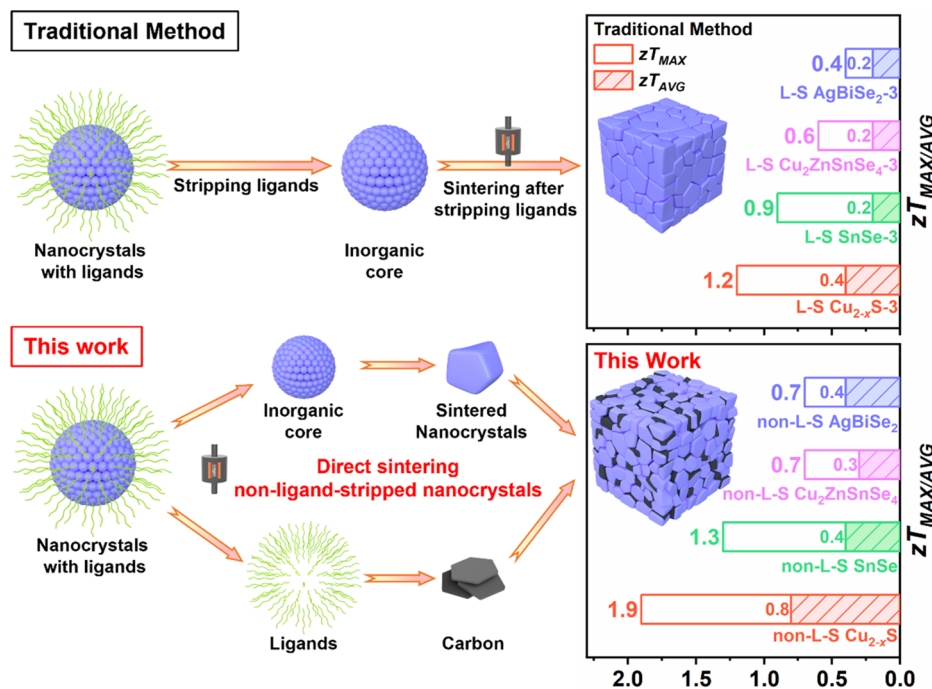 Traditional Method
Nanocrystals
with ligands
Stripping ligands
Inorganic
core
Sintering after
stripping ligands
Traditional Method
zT_MAX
zT_AVG
0.4
0.2
L-S AgBiSe₂-3
0.6
0.2
L-S Cu₂ZnSnSe₄-3
0.9
0.2
L-S SnSe-3
1.2
0.4
L-S Cu₂₋ₓS-3
zT_MAX/AVG
This work
Nanocrystals
with ligands
Inorganic
core
Sintered
Nanocrystals
Direct sintering
non-ligand-stripped nanocrystals
Ligands
Carbon
This Work
0.7
0.4
non-L-S AgBiSe₂
0.7
0.3
non-L-S Cu₂ZnSnSe₄
1.3
0.4
non-L-S SnSe
1.9
0.8
non-L-S Cu₂₋ₓS
zT_MAX/AVG
2.0 1.5 1.0 0.5 0.0